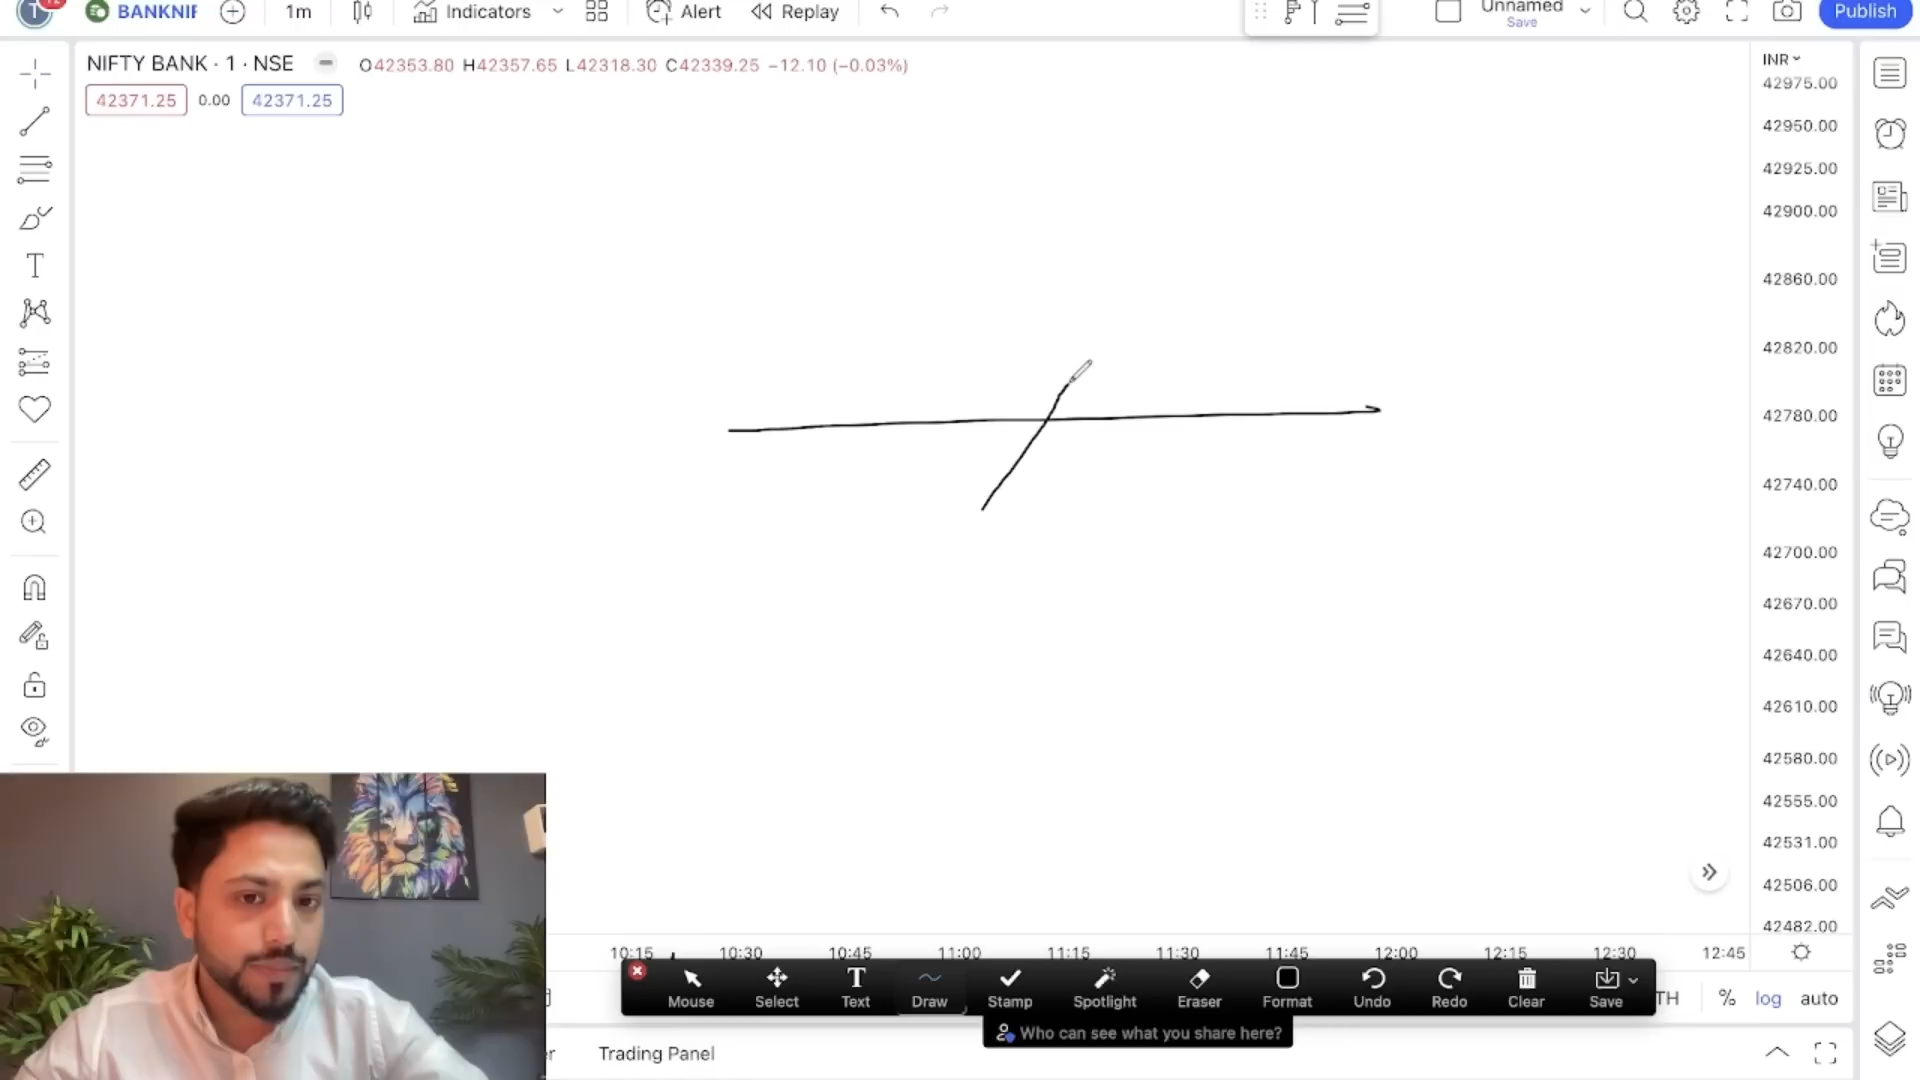 BANKNIF 1m Indicators Alert Replay Unnamed Save Publish
NIFTY BANK · 1 · NSE O42353.80 H42357.65 L42318.30 C42339.25 −12.10 (−0.03%)
42371.25 0.00 42371.25
INR
42975.00
42950.00
42925.00
42900.00
42860.00
42820.00
42780.00
42740.00
42700.00
42670.00
42640.00
42610.00
42580.00
42555.00
42531.00
42506.00
42482.00
10:15 10:30 10:45 11:00 11:15 11:30 11:45 12:00 12:15 12:30 12:45
Mouse Select Text Draw Stamp Spotlight Eraser Format Undo Redo Clear Save
TH % log auto
Who can see what you share here?
Trading Panel